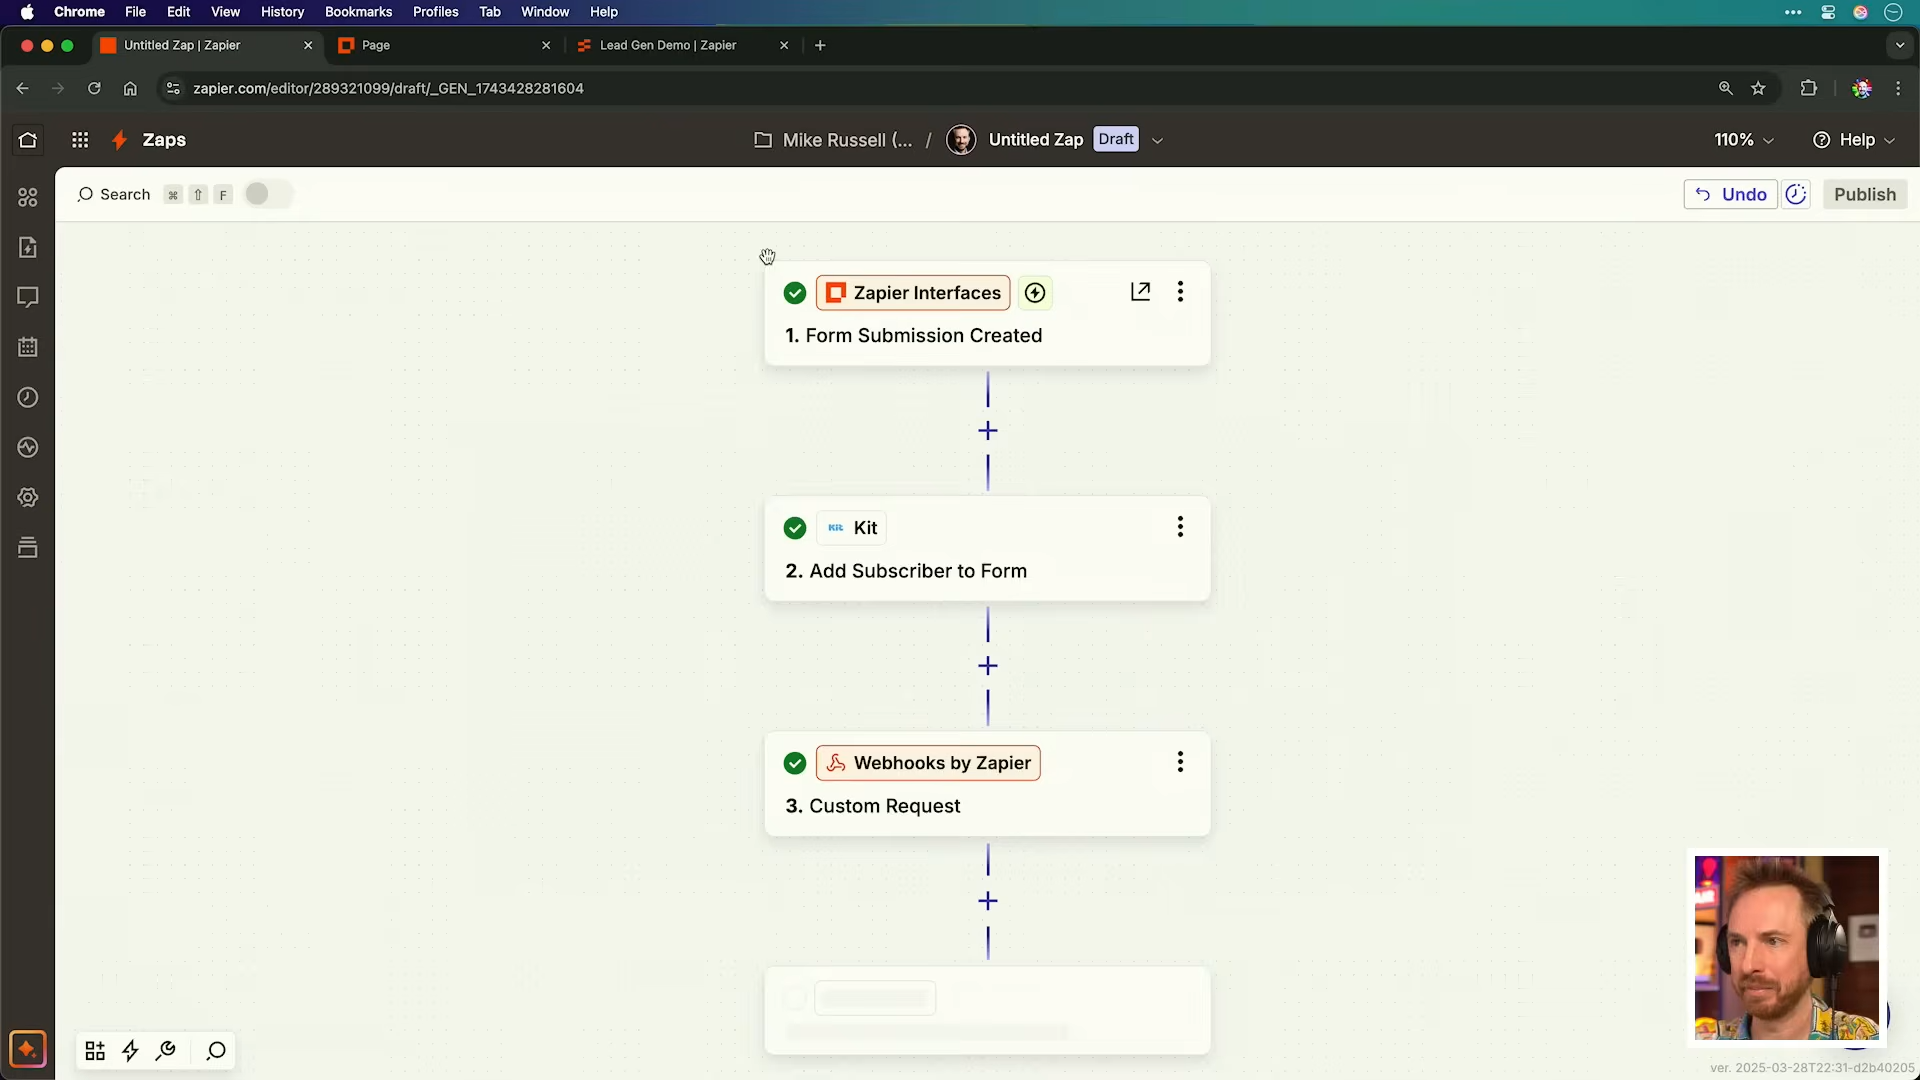 Chrome File Edit View History Bookmarks Profiles Tab Window Help
Untitled Zap | Zapier
Page
Lead Gen Demo | Zapier
zapier.com/editor/289321099/draft/_GEN_1743428281604
Zaps
Mike Russell (... / Untitled Zap Draft
110%
Help
Search ⌘ ⇧ F
Undo
Publish
Zapier Interfaces
1. Form Submission Created
Kit Kit
2. Add Subscriber to Form
Webhooks by Zapier
3. Custom Request
ver. 2025-03-28T22:31-d2b40205